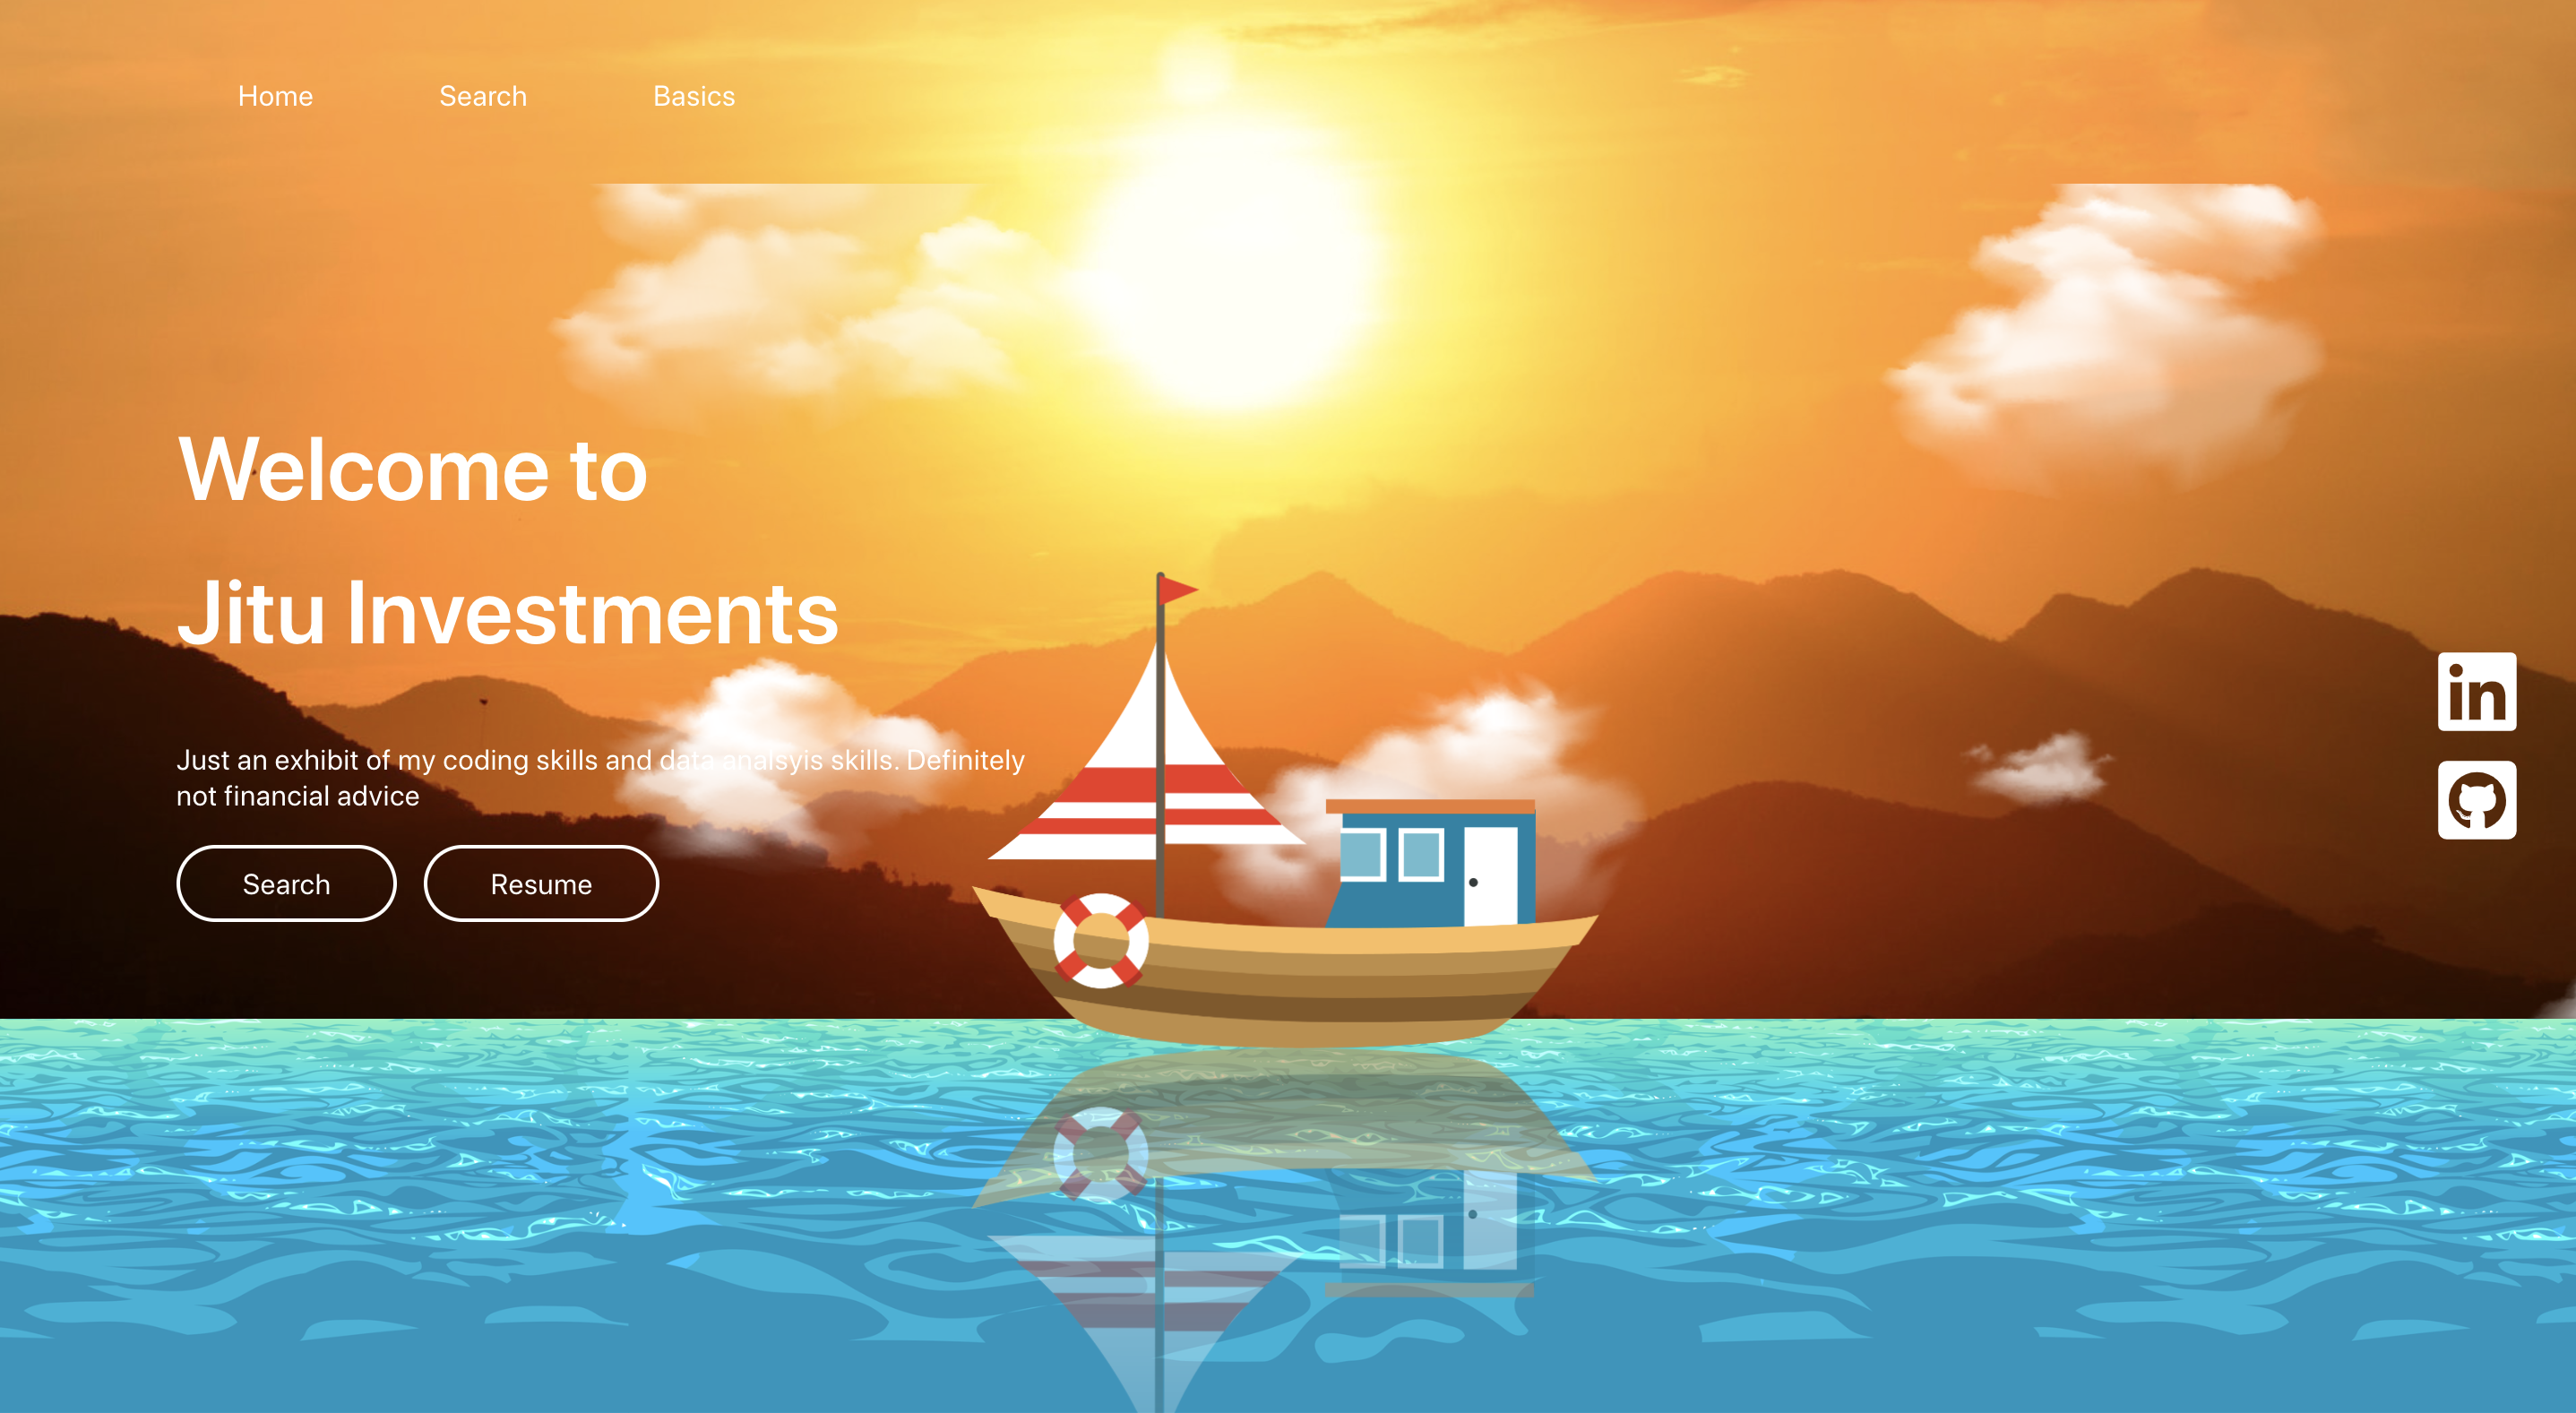 Home Search Basics
Welcome to
Jitu Investments
Just an exhibit of my coding skills and data analsyis skills. Definitely
not financial advice
Search Resume
in